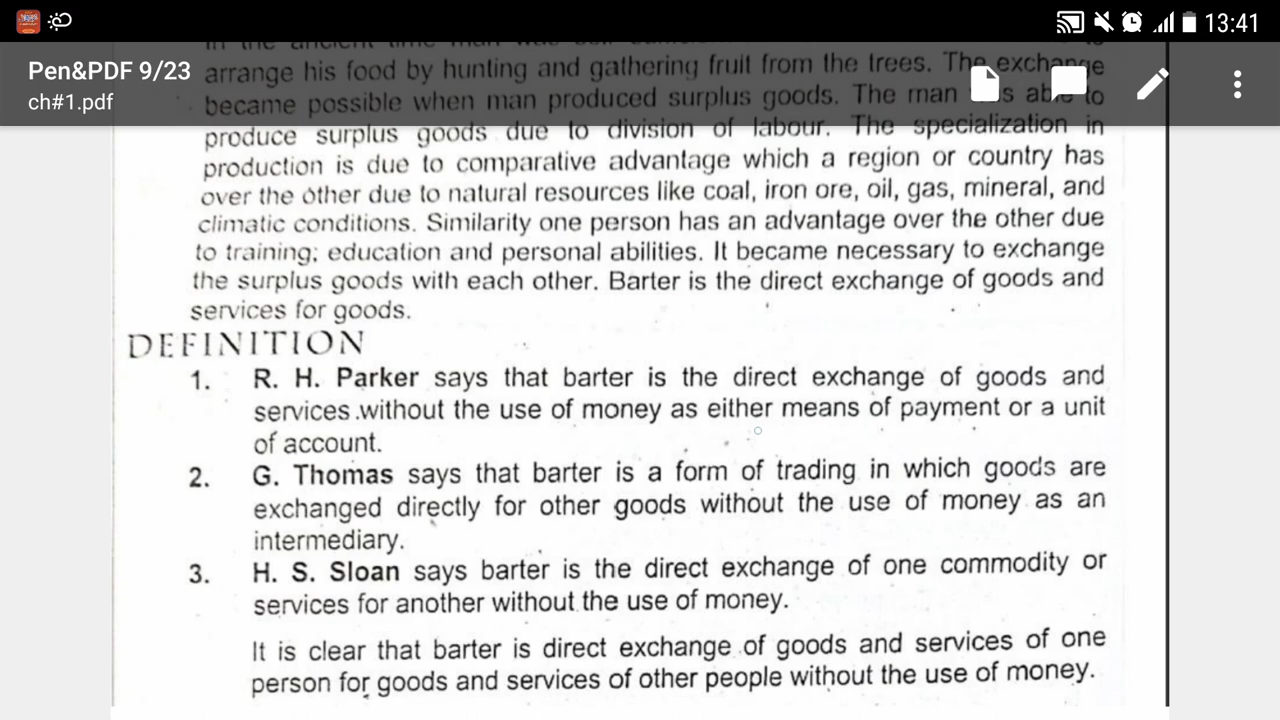 13:41
Pen&PDF 9/23
ch#1.pdf
in the ancient time man was
arrange his food by hunting and gathering fruit from the trees. The exchange
became possible when man produced surplus goods. The man was able to
produce surplus goods due to division of labour. The specialization in
production is due to comparative advantage which a region or country has
over the other due to natural resources like coal, iron ore, oil, gas, mineral, and
climatic conditions. Similarity one person has an advantage over the other due
to training; education and personal abilities. It became necessary to exchange
the surplus goods with each other. Barter is the direct exchange of goods and
services for goods.
DEFINITION
1. R. H. Parker says that barter is the direct exchange of goods and
services .without the use of money as either means of payment or a unit
of account.
2. G. Thomas says that barter is a form of trading in which goods are
exchanged directly for other goods without the use of money as an
intermediary.
3. H. S. Sloan says barter is the direct exchange of one commodity or
services for another without the use of money.
It is clear that barter is direct exchange of goods and services of one
person for goods and services of other people without the use of money.